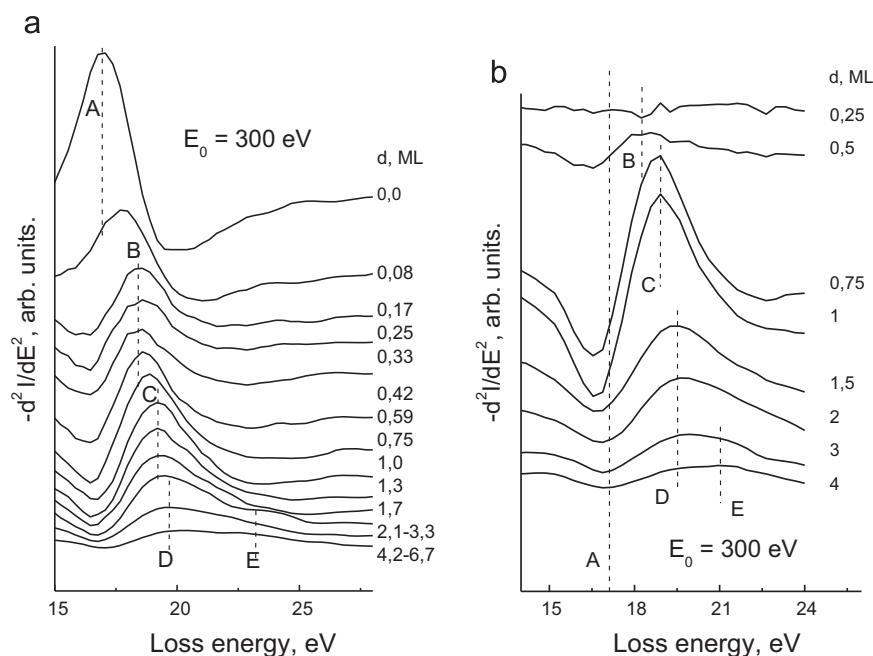 a
A
E₀ = 300 eV
d, ML
0,0
0,08
B
0,17
0,25
0,33
0,42
C
0,59
0,75
1,0
1,3
1,7
2,1-3,3
D
E
4,2-6,7
-d²I/dE², arb. units.
15
20
25
Loss energy, eV
b
d, ML
0,25
0,5
B
C
0,75
1
1,5
2
3
4
D
E
A
E₀ = 300 eV
-d²I/dE², arb. units.
15
18
21
24
Loss energy, eV